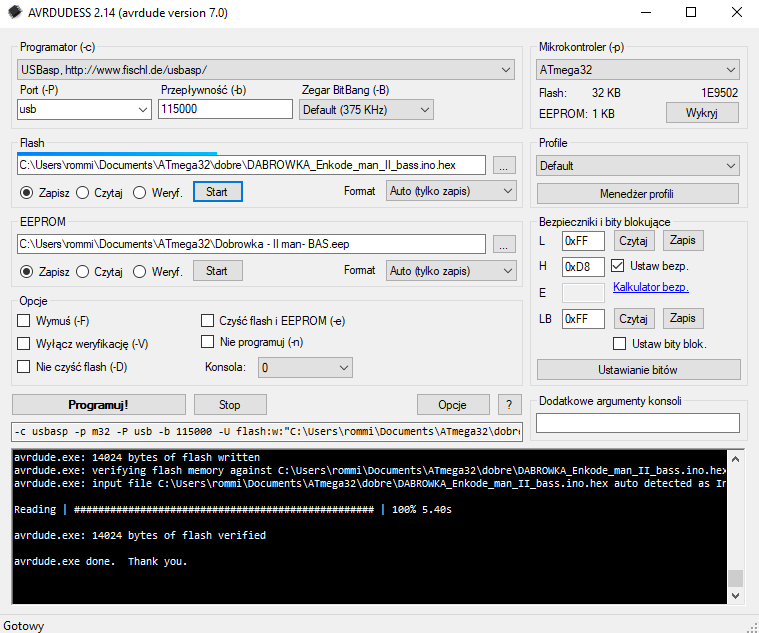 AVRDUDESS 2.14 (avrdude version 7.0)
Programator (-c)
USBasp, http://www.fischl.de/usbasp/
Port (-P)
Przepływność (-b)
Zegar BitBang (-B)
usb
115000
Default (375 KHz)
Mikrokontroler (-p)
ATmega32
Flash: 32 KB 1E9502
EEPROM: 1 KB
Wykryj
Flash
C:\Users\rommi\Documents\ATmega32\dobre\DABROWKA_Enkode_man_II_bass.ino.hex
...
Zapisz Czytaj Weryf. Start
Format Auto (tylko zapis)
Profile
Default
Menedżer profili
EEPROM
C:\Users\rommi\Documents\ATmega32\Dobrowka - II man- BAS.eep
...
Zapisz Czytaj Weryf. Start
Format Auto (tylko zapis)
Bezpieczniki i bity blokujące
L 0xFF Czytaj Zapis
H 0xD8 Ustaw bezp.
E Kalkulator bezp.
LB 0xFF Czytaj Zapis
Ustaw bity blok.
Ustawianie bitów
Opcje
Wymuś (-F)
Czyść flash i EEPROM (-e)
Wyłącz weryfikację (-V)
Nie programuj (-n)
Nie czyść flash (-D)
Konsola: 0
Programuj! Stop Opcje ?
Dodatkowe argumenty konsoli
-c usbasp -p m32 -P usb -b 115000 -U flash:w:"C:\Users\rommi\Documents\ATmega32\dobre
avrdude.exe: 14024 bytes of flash written
avrdude.exe: verifying flash memory against C:\Users\rommi\Documents\ATmega32\dobre\DABROWKA_Enkode_man_II_bass.ino.hex
avrdude.exe: input file C:\Users\rommi\Documents\ATmega32\dobre\DABROWKA_Enkode_man_II_bass.ino.hex auto detected as In
Reading | ################################################## | 100% 5.40s
avrdude.exe: 14024 bytes of flash verified
avrdude.exe done.  Thank you.
Gotowy